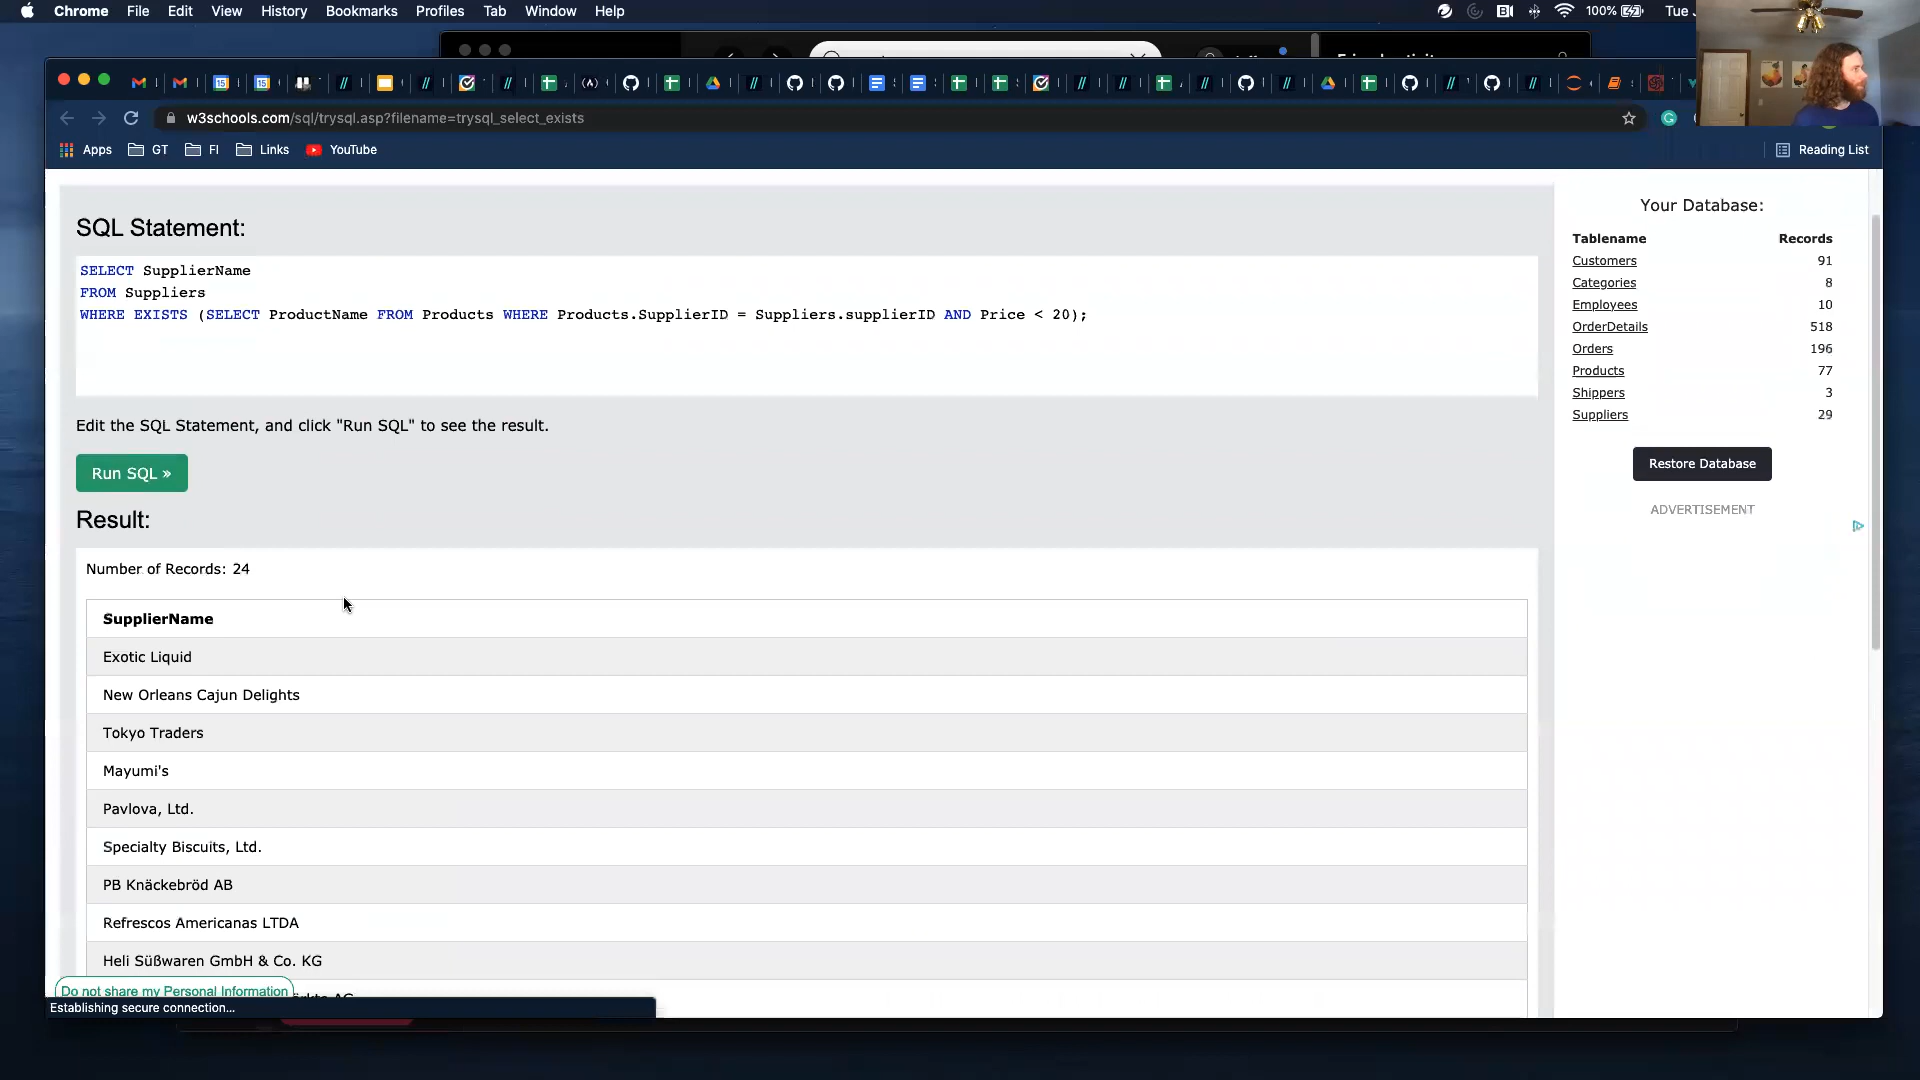 Chrome File Edit View History Bookmarks Profiles Tab Window Help
100%
Tue
w3schools.com/sql/trysql.asp?filename=trysql_select_exists
Apps GT FI Links YouTube
Reading List
SQL Statement:
SELECT SupplierName
FROM Suppliers
WHERE EXISTS (SELECT ProductName FROM Products WHERE Products.SupplierID = Suppliers.supplierID AND Price < 20);
Edit the SQL Statement, and click "Run SQL" to see the result.
Run SQL »
Result:
Number of Records: 24
SupplierName
Exotic Liquid
New Orleans Cajun Delights
Tokyo Traders
Mayumi's
Pavlova, Ltd.
Specialty Biscuits, Ltd.
PB Knäckebröd AB
Refrescos Americanas LTDA
Heli Süßwaren GmbH & Co. KG
AG
Do not share my Personal Information
Establishing secure connection...
Your Database:
Tablename Records
Customers 91
Categories 8
Employees 10
OrderDetails 518
Orders 196
Products 77
Shippers 3
Suppliers 29
Restore Database
ADVERTISEMENT